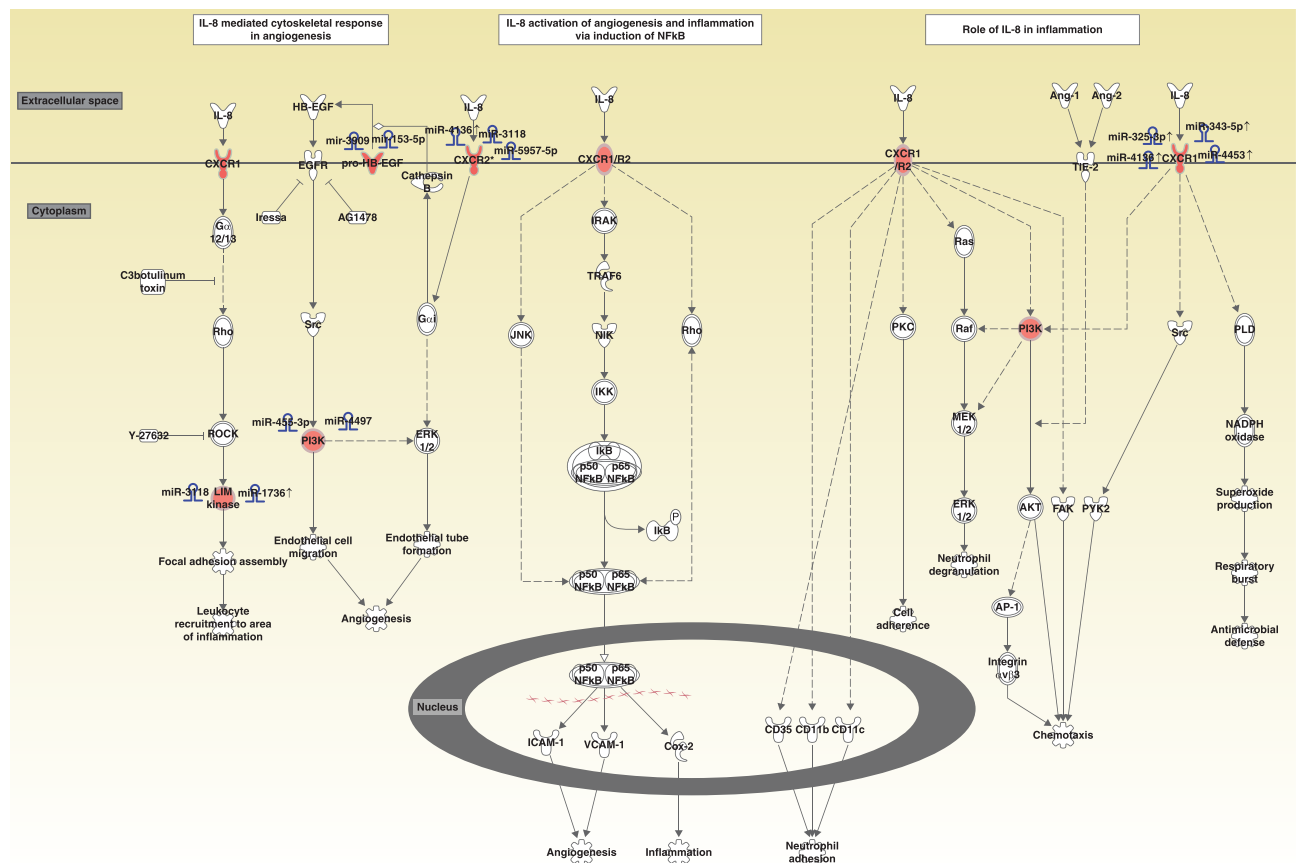 IL-8 mediated cytoskeletal response
in angiogenesis
IL-8 activation of angiogenesis and inflammation
via induction of NFkB
Role of IL-8 in inflammation
Extracellular space
IL-8
HB-EGF
IL-8
IL-8
IL-8
Ang-1
Ang-2
IL-8
mir-3909
miR-153-5p
miR-4136↑
miR-3118
miR-5957-5p
miR-325-3p↑
miR-343-5p↑
miR-4136↑
miR-4453↑
CXCR1
EGFR
pro-HB-EGF
CXCR2*
CXCR1/R2
CXCR1
/R2
TIE-2
CXCR1
Cathepsin
B
Cytoplasm
Iressa
AG1478
Gα
12/13
IRAK
Ras
C3botulinum
toxin
TRAF6
Rho
Src
Gαi
JNK
NIK
Rho
PKC
Raf
PI3K
Src
PLD
IKK
miR-455-3p
miR-4497
Y-27632
ROCK
PI3K
ERK
1/2
MEK
1/2
NADPH
oxidase
IkB
p50
NFkB
p65
NFkB
miR-3118
LIM
kinase
miR-1736↑
Superoxide
production
ERK
1/2
AKT
FAK
PYK2
P
IkB
Endothelial cell
migration
Endothelial tube
formation
Focal adhesion assembly
Neutrophil
degranulation
Respiratory
burst
p50
NFkB
p65
NFkB
Leukocyte
recruitment to area
of inflammation
Angiogenesis
Cell
adherence
AP-1
Antimicrobial
defense
p50
NFkB
p65
NFkB
Integrin
αvβ3
Nucleus
ICAM-1
VCAM-1
Cox-2
CD35
CD11b
CD11c
Chemotaxis
Angiogenesis
Inflammation
Neutrophil
adhesion